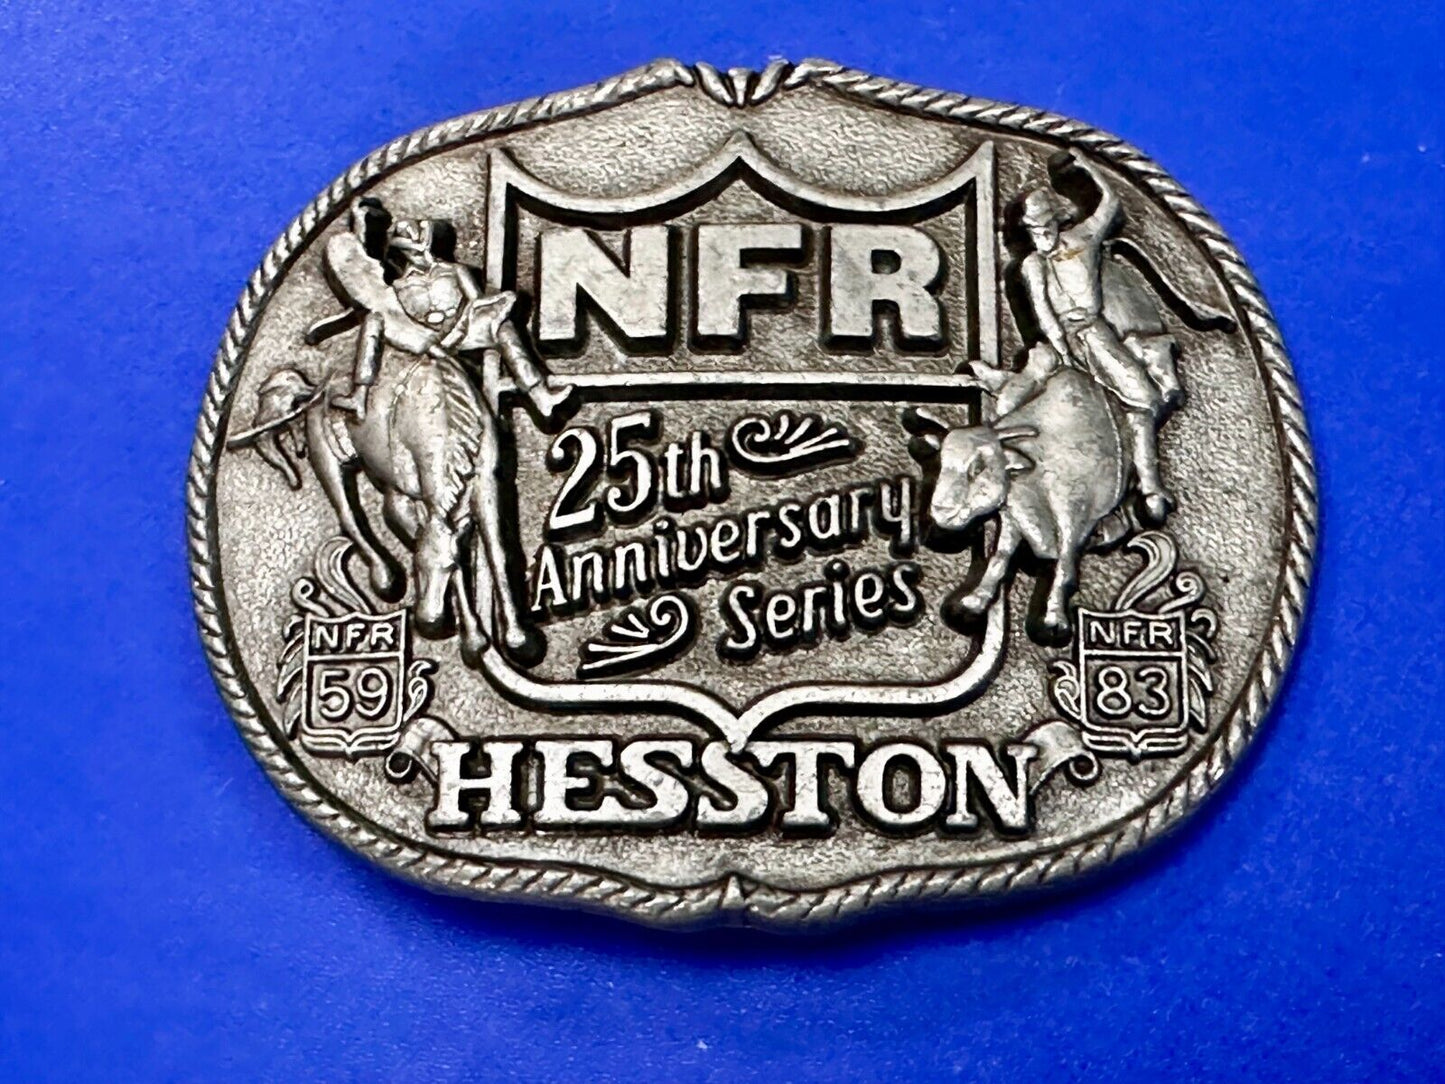 NFR
25th
Anniversary
Series
NFR
59
NFR
83
HESSTON